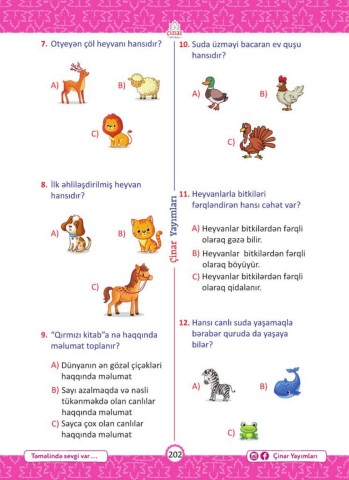 çinar
7. Otyeyən çöl heyvanı hansıdır?
A)
B)
C)
8. İlk əhliləşdirilmiş heyvan
hansıdır?
A)
B)
C)
9. "Qırmızı kitab"a nə haqqında
məlumat toplanır?
A) Dünyanın ən gözəl çiçəkləri
haqqında məlumat
B) Sayı azalmaqda və nəsli
tükənməkdə olan canlılar
haqqında məlumat
C) Sayca çox olan canlılar
haqqında məlumat
Çinar Yayımları
10. Suda üzməyi bacaran ev quşu
hansıdır?
A)
B)
C)
11. Heyvanlarla bitkiləri
fərqləndirən hansı cəhət var?
A) Heyvanlar bitkilərdən fərqli
olaraq gəzə bilir.
B) Heyvanlar bitkilərdən fərqli
olaraq böyüyür.
C) Heyvanlar bitkilərdən fərqli
olaraq qidalanır.
12. Hansı canlı suda yaşamaqla
bərabər quruda da yaşaya
bilər?
A)
B)
C)
Təməlində sevgi var...
202
Çinar Yayımları